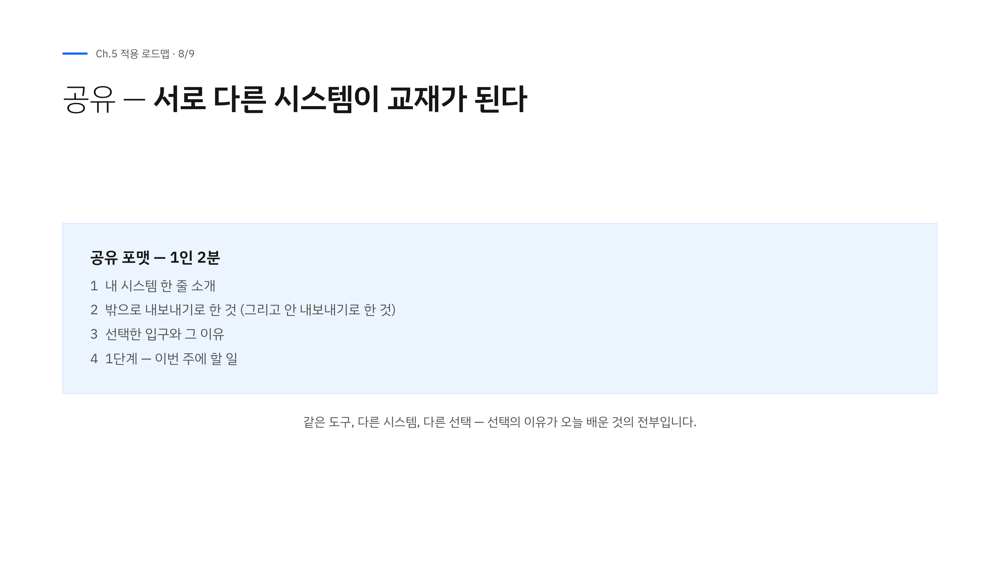 Ch.5 적용 로드맵 · 8/9
공유 — 서로 다른 시스템이 교재가 된다
공유 포맷 — 1인 2분
1 내 시스템 한 줄 소개
2 밖으로 내보내기로 한 것 (그리고 안 내보내기로 한 것)
3 선택한 입구와 그 이유
4 1단계 — 이번 주에 할 일
같은 도구, 다른 시스템, 다른 선택 — 선택의 이유가 오늘 배운 것의 전부입니다.